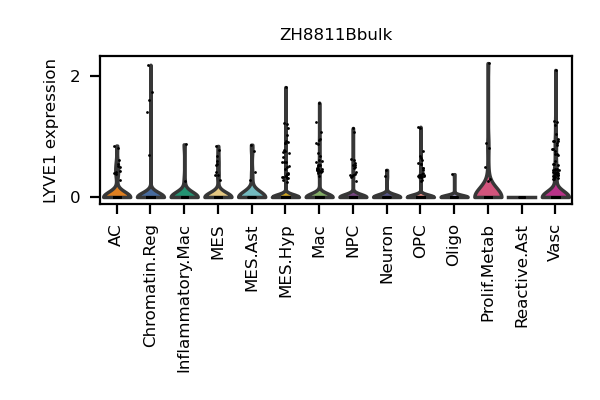 ZH8811Bbulk
LYVE1 expression
2
0
AC
Chromatin.Reg
Inflammatory.Mac
MES
MES.Ast
MES.Hyp
Mac
NPC
Neuron
OPC
Oligo
Prolif.Metab
Reactive.Ast
Vasc